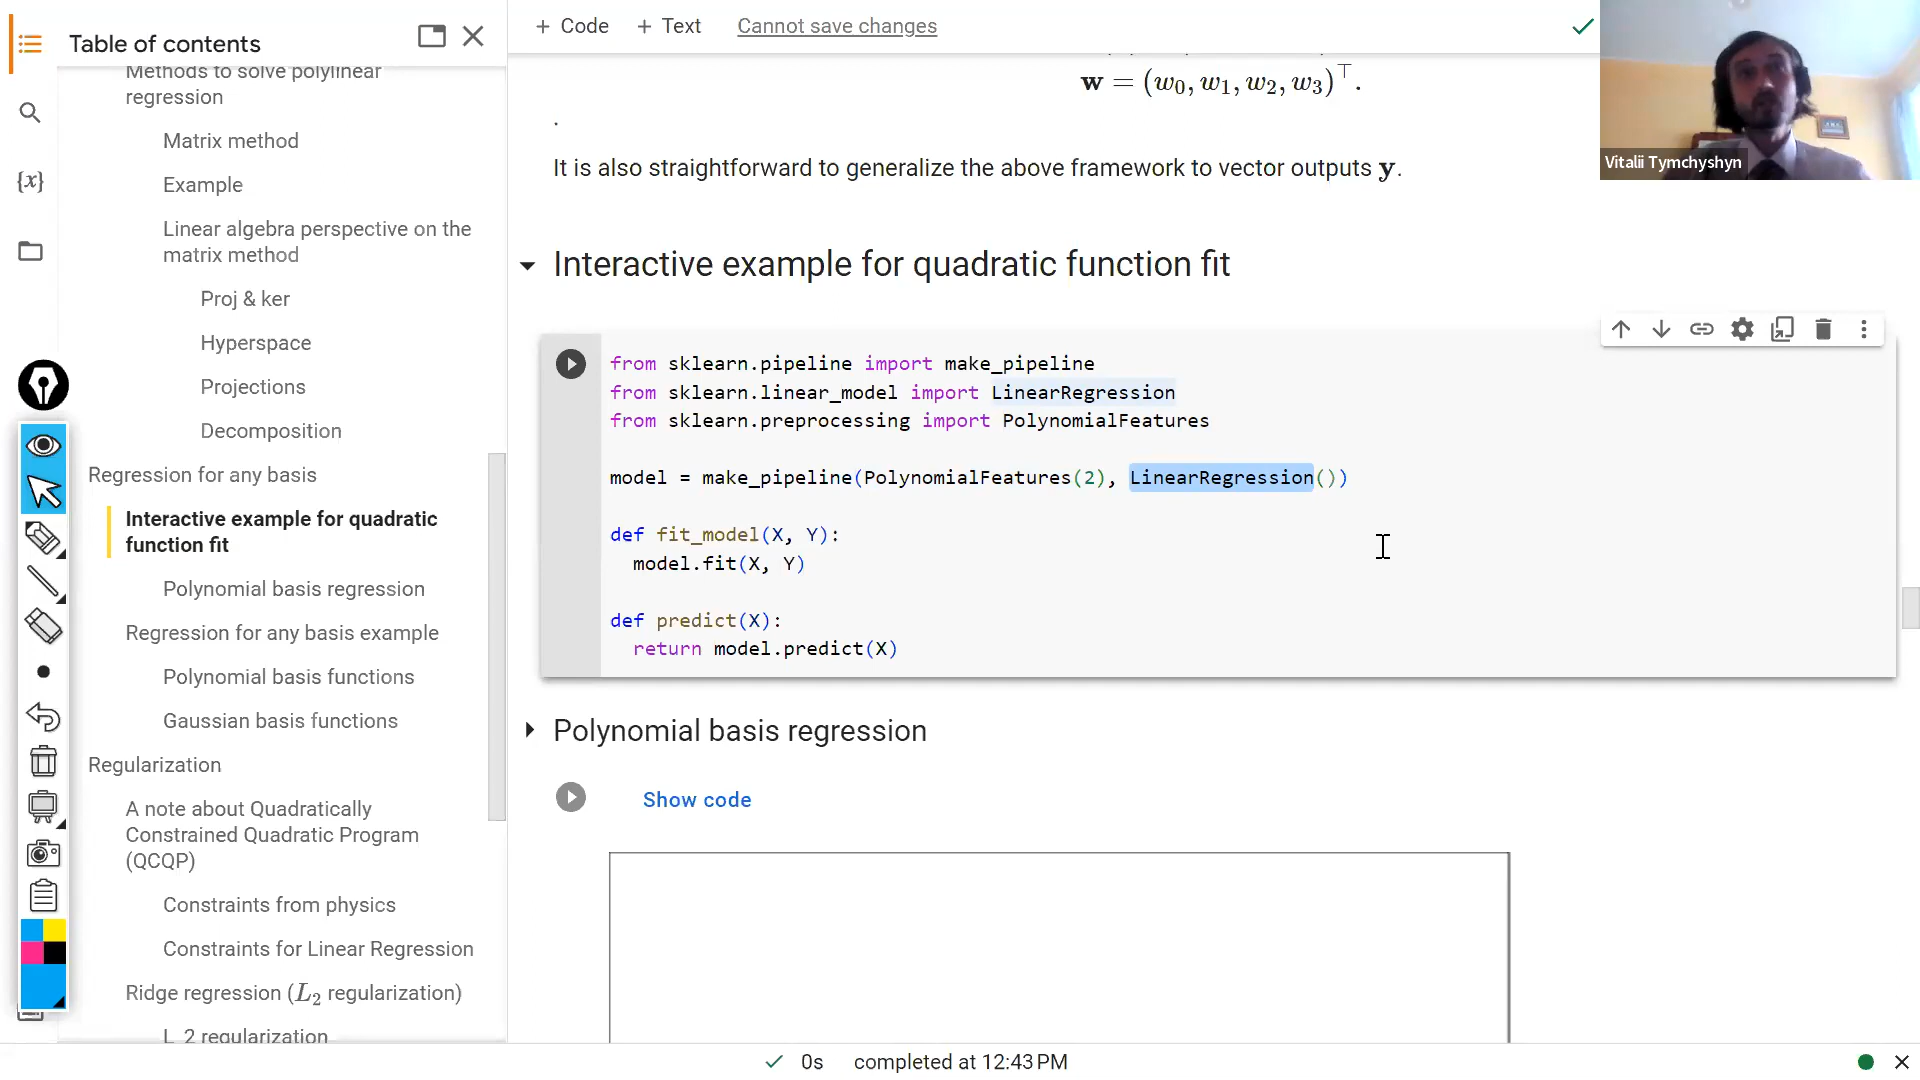 Table of contents
Methods to solve polylinear
regression
Matrix method
Example
Linear algebra perspective on the
matrix method
Proj & ker
Hyperspace
Projections
Decomposition
Regression for any basis
Interactive example for quadratic
function fit
Polynomial basis regression
Regression for any basis example
Polynomial basis functions
Gaussian basis functions
Regularization
A note about Quadratically
Constrained Quadratic Program
(QCQP)
Constraints from physics
Constraints for Linear Regression
Ridge regression (L₂ regularization)
L_2 regularization
{x}
+ Code + Text Cannot save changes
w = (w₀, w₁, w₂, w₃)⊤.
.
It is also straightforward to generalize the above framework to vector outputs y.
Interactive example for quadratic function fit
from sklearn.pipeline import make_pipeline
from sklearn.linear_model import LinearRegression
from sklearn.preprocessing import PolynomialFeatures
model = make_pipeline(PolynomialFeatures(2), LinearRegression())
def fit_model(X, Y):
model.fit(X, Y)
def predict(X):
return model.predict(X)
Polynomial basis regression
Show code
0s completed at 12:43 PM
Vitalii Tymchyshyn